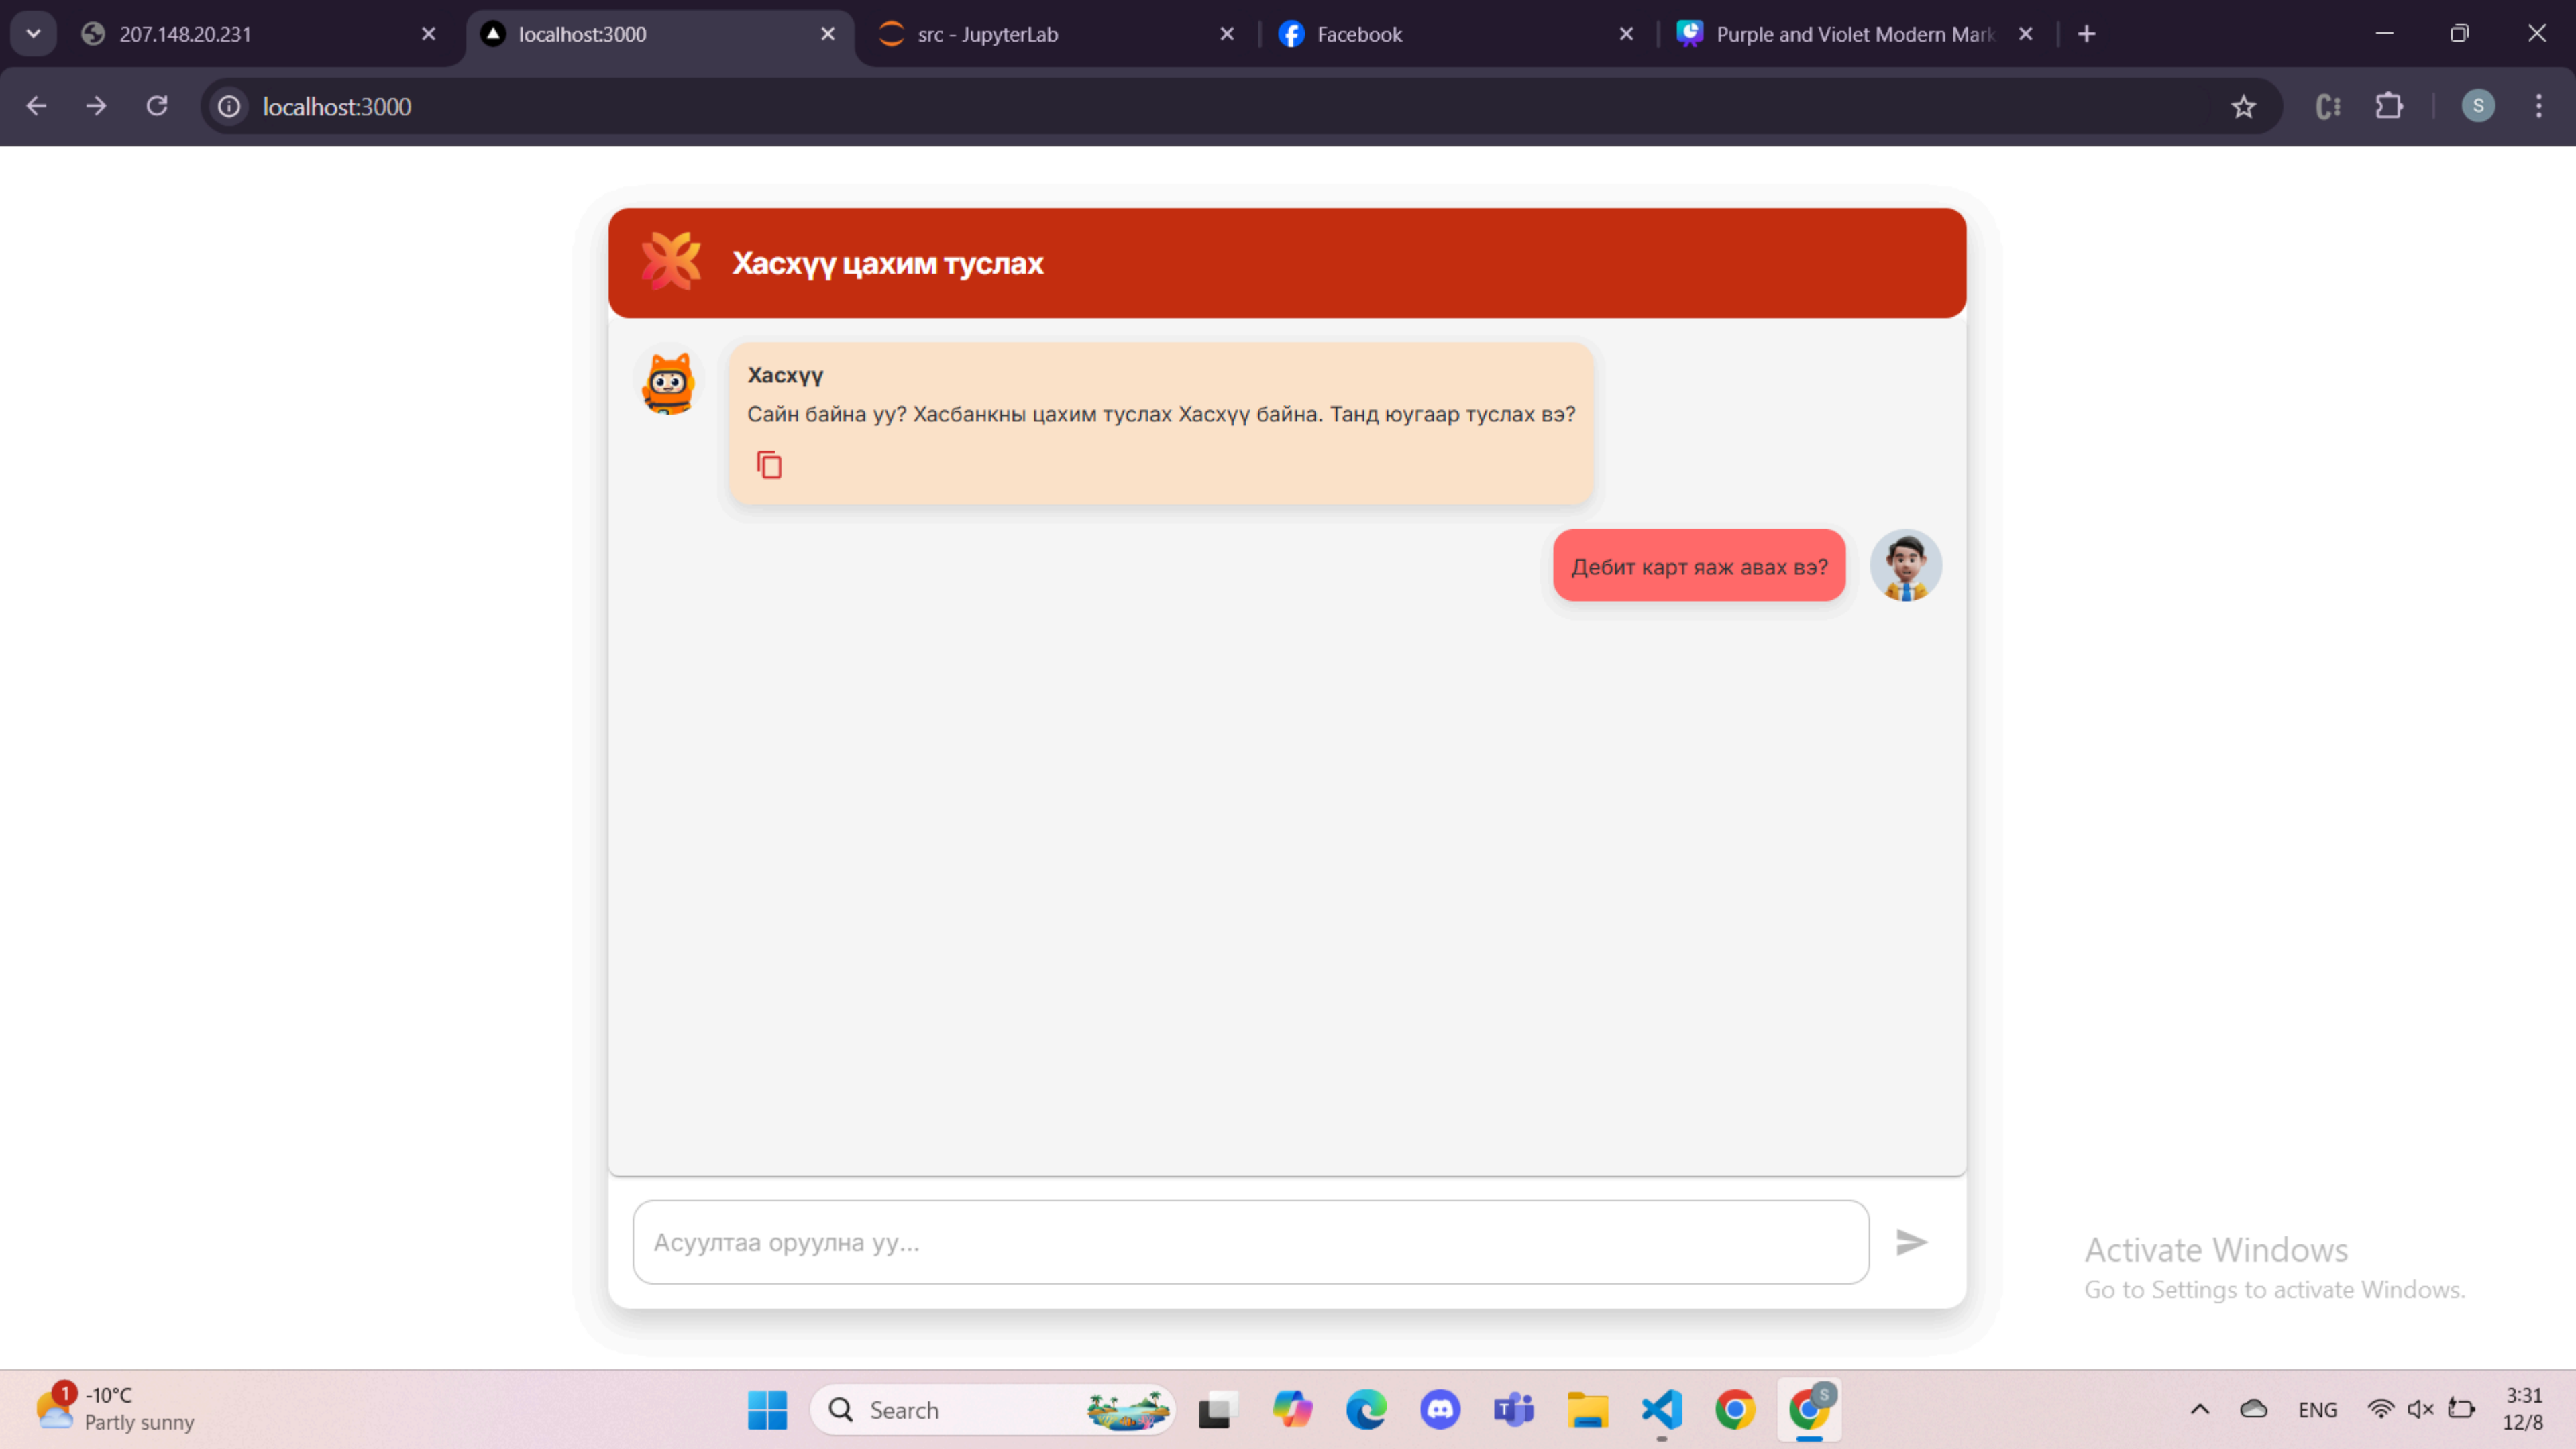 207.148.20.231
localhost:3000
src - JupyterLab
Facebook
Purple and Violet Modern Mark
localhost:3000
S
Хасхүү цахим туслах
Хасхүү
Сайн байна уу? Хасбанкны цахим туслах Хасхүү байна. Танд юугаар туслах вэ?
Дебит карт яаж авах вэ?
Асуултаа оруулна уу...
Activate Windows
Go to Settings to activate Windows.
1
-10°C
Partly sunny
Search
S
ENG
3:31
12/8